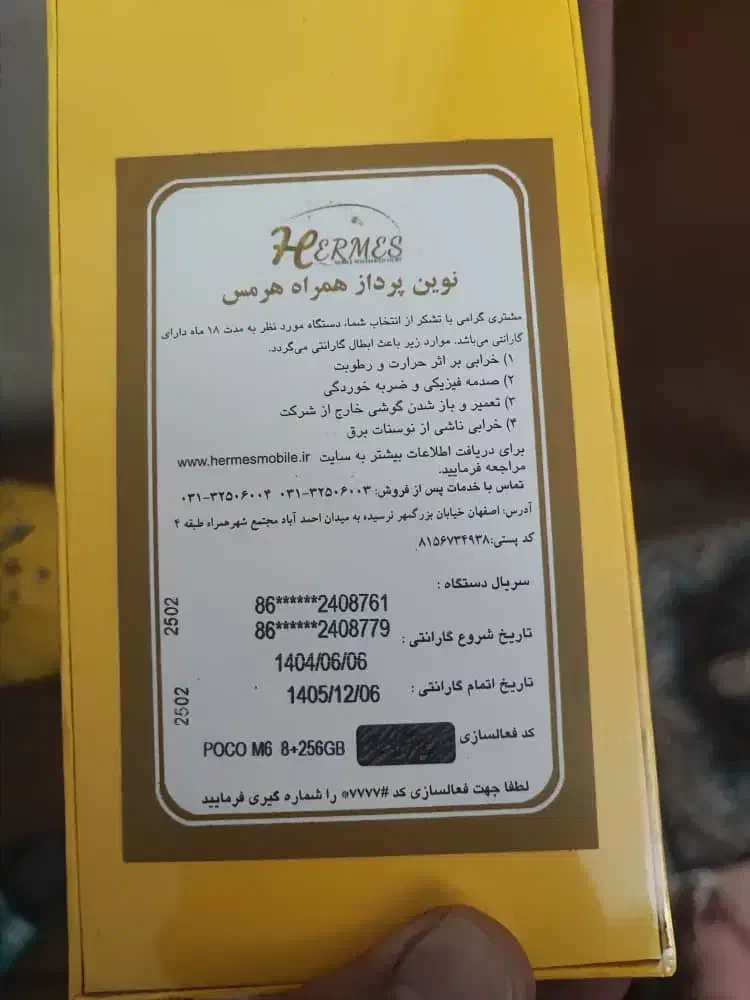 HERMES
نوین پرداز همراه هرمس
مشتری گرامی با تشکر از انتخاب شما، دستگاه مورد نظر به مدت ۱۸ ماه دارای
گارانتی می‌باشد. موارد زیر باعث ابطال گارانتی می‌گردد.
۱) خرابی بر اثر حرارت و رطوبت
۲) صدمه فیزیکی و ضربه خوردگی
۳) تعمیر و باز شدن گوشی خارج از شرکت
۴) خرابی ناشی از نوسنات برق
برای دریافت اطلاعات بیشتر به سایت www.hermesmobile.ir
مراجعه فرمایید.
تماس با خدمات پس از فروش: ۳۲۵۰۶۰۰۳-۰۳۱ ۳۲۵۰۶۰۰۴-۰۳۱
آدرس: اصفهان خیابان بزرگمهر نرسیده به میدان احمد آباد مجتمع شهرهمراه طبقه ۴
کد پستی:۸۱۵۶۷۳۴۹۳۸
سریال دستگاه :
86******2408761
86******2408779
2502
تاریخ شروع گارانتی :
1404/06/06
تاریخ اتمام گارانتی :
1405/12/06
2502
کد فعالسازی
POCO M6 8+256GB
لطفا جهت فعالسازی کد #۷۷۷۷* را شماره گیری فرمایید